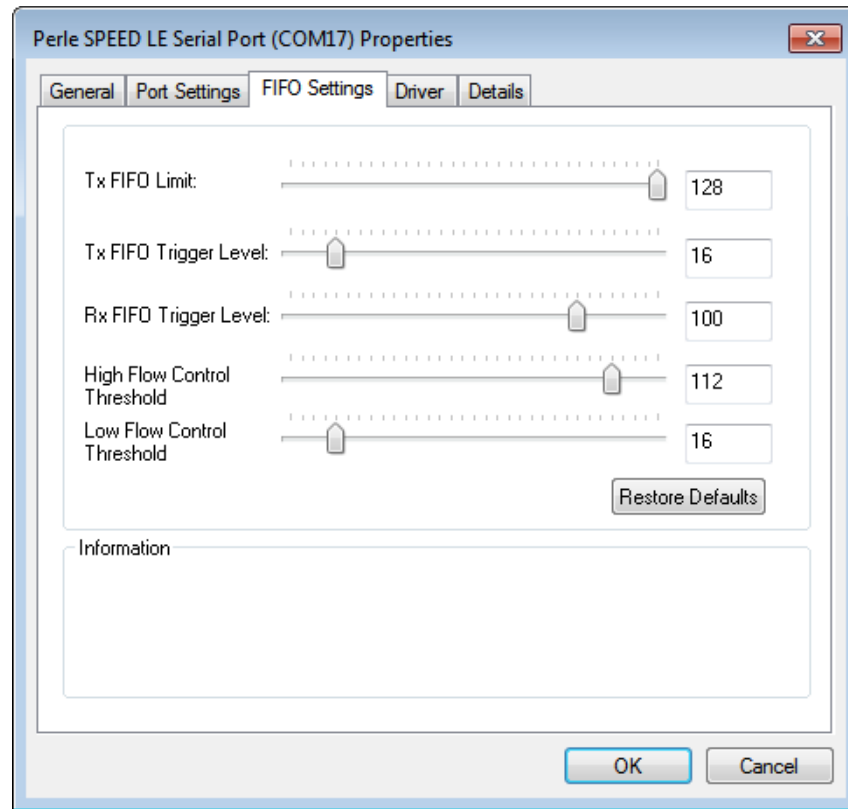 Perle SPEED LE Serial Port (COM17) Properties
General Port Settings FIFO Settings Driver Details
Tx FIFO Limit: 128
Tx FIFO Trigger Level: 16
Rx FIFO Trigger Level: 100
High Flow Control
Threshold 112
Low Flow Control
Threshold 16
Restore Defaults
Information
OK Cancel